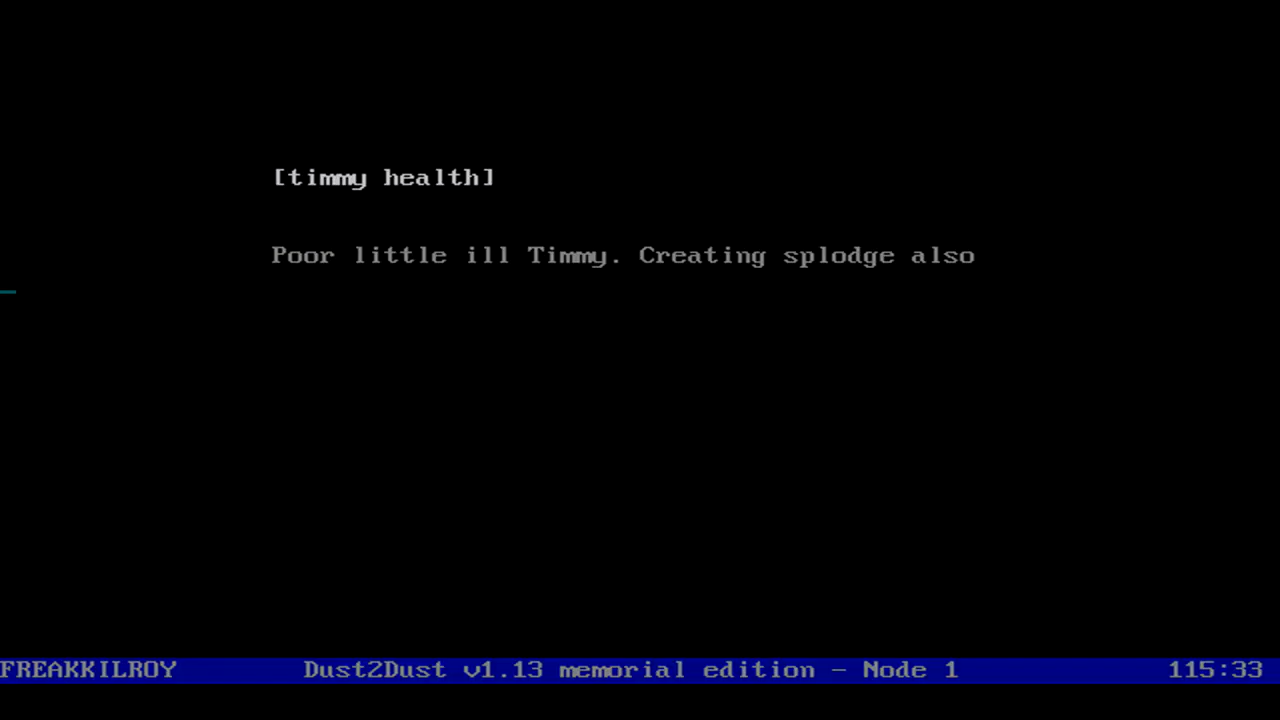 [timmy health]
Poor little ill Timmy. Creating splodge also
FREAKKILROY Dust2Dust v1.13 memorial edition - Node 1 115:33